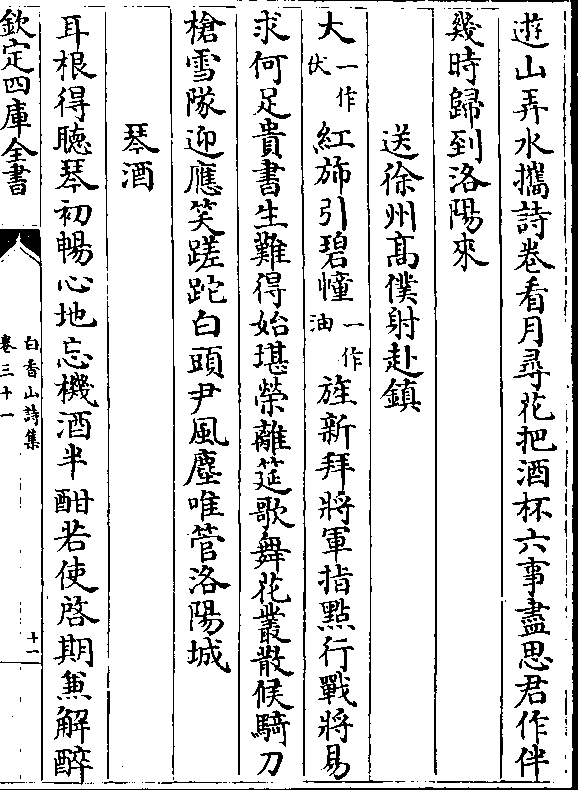 遊山弄水攜詩卷看月尋花把酒杯六事盡思君作伴
幾時歸到洛陽來
送徐州髙僕射赴鎮
大一作伏紅斾引碧幢一作油旌新拜將軍指㸃行戰將易
求何足貴書生難得始堪榮離筵歌舞花叢散候騎刀
槍雪隊迎應笑蹉跎白頭尹風塵唯管洛陽城
琴酒
耳根得聴琴初暢心地忘機酒半酣若使啓期兼解醉
欽定四庫全書
白香山詩集
卷三十一
十一